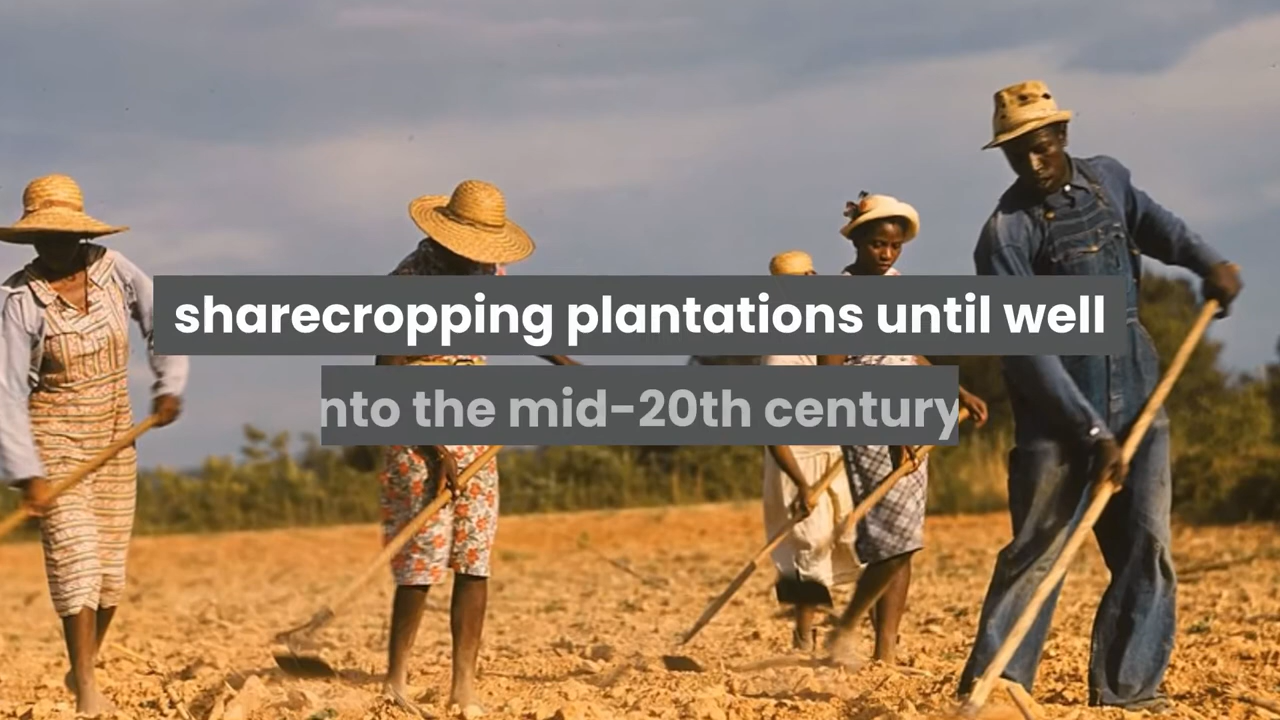 sharecropping plantations until well
nto the mid-20th century